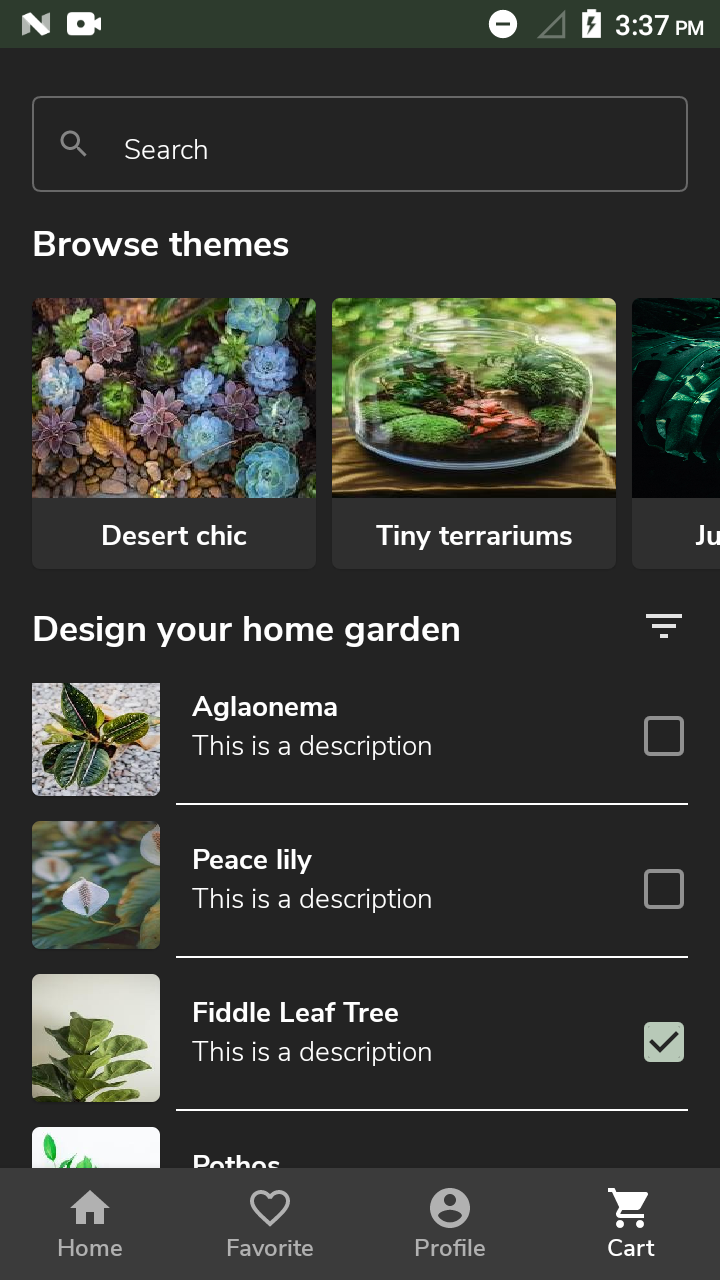 3:37 PM
Search
Browse themes
Desert chic
Tiny terrariums
Ju
Design your home garden
Aglaonema
This is a description
Peace lily
This is a description
Fiddle Leaf Tree
This is a description
Pothos
Home
Favorite
Profile
Cart